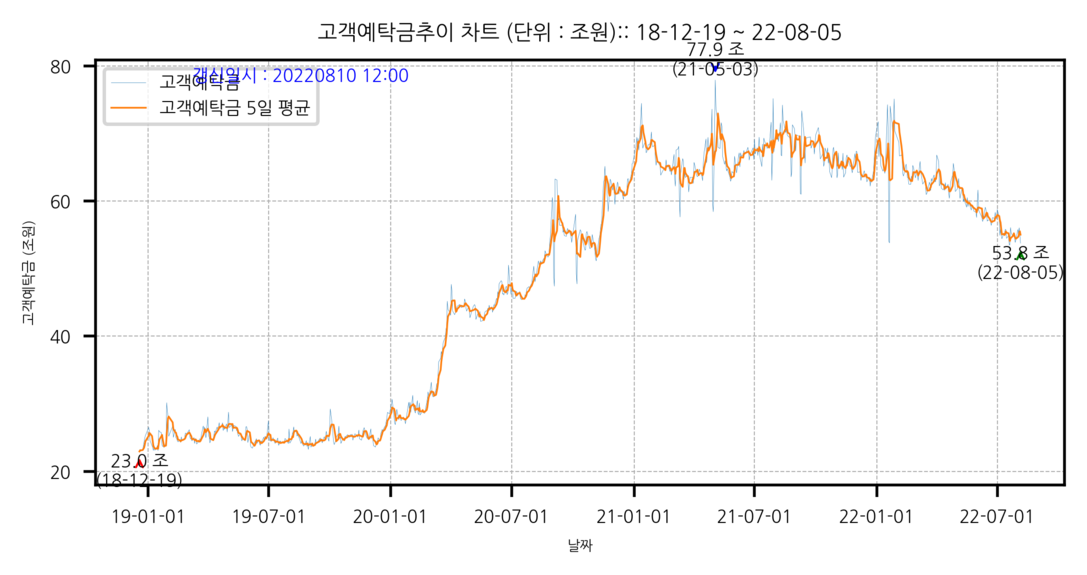 고객예탁금추이 차트 (단위 : 조원):: 18-12-19 ~ 22-08-05
77.9 조
(21-05-03)
갱신일시 : 20220810 12:00
고객예탁금
고객예탁금 5일 평균
80
60
40
20
고객예탁금 (조원)
53.8 조
(22-08-05)
23.0 조
(18-12-19)
19-01-01
19-07-01
20-01-01
20-07-01
21-01-01
21-07-01
22-01-01
22-07-01
날짜